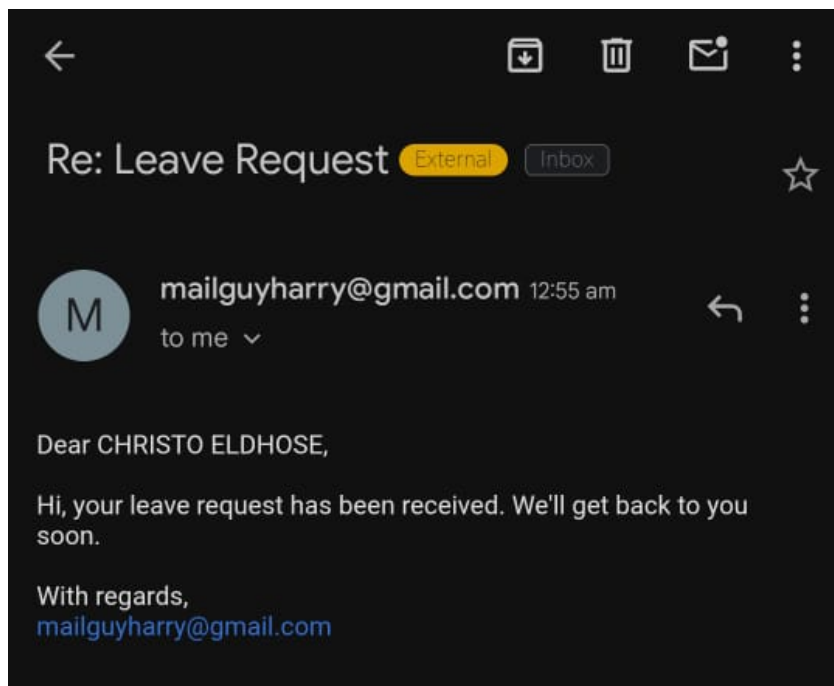 Re: Leave Request External Inbox
M
mailguyharry@gmail.com 12:55 am
to me
Dear CHRISTO ELDHOSE,
Hi, your leave request has been received. We'll get back to you
soon.
With regards,
mailguyharry@gmail.com